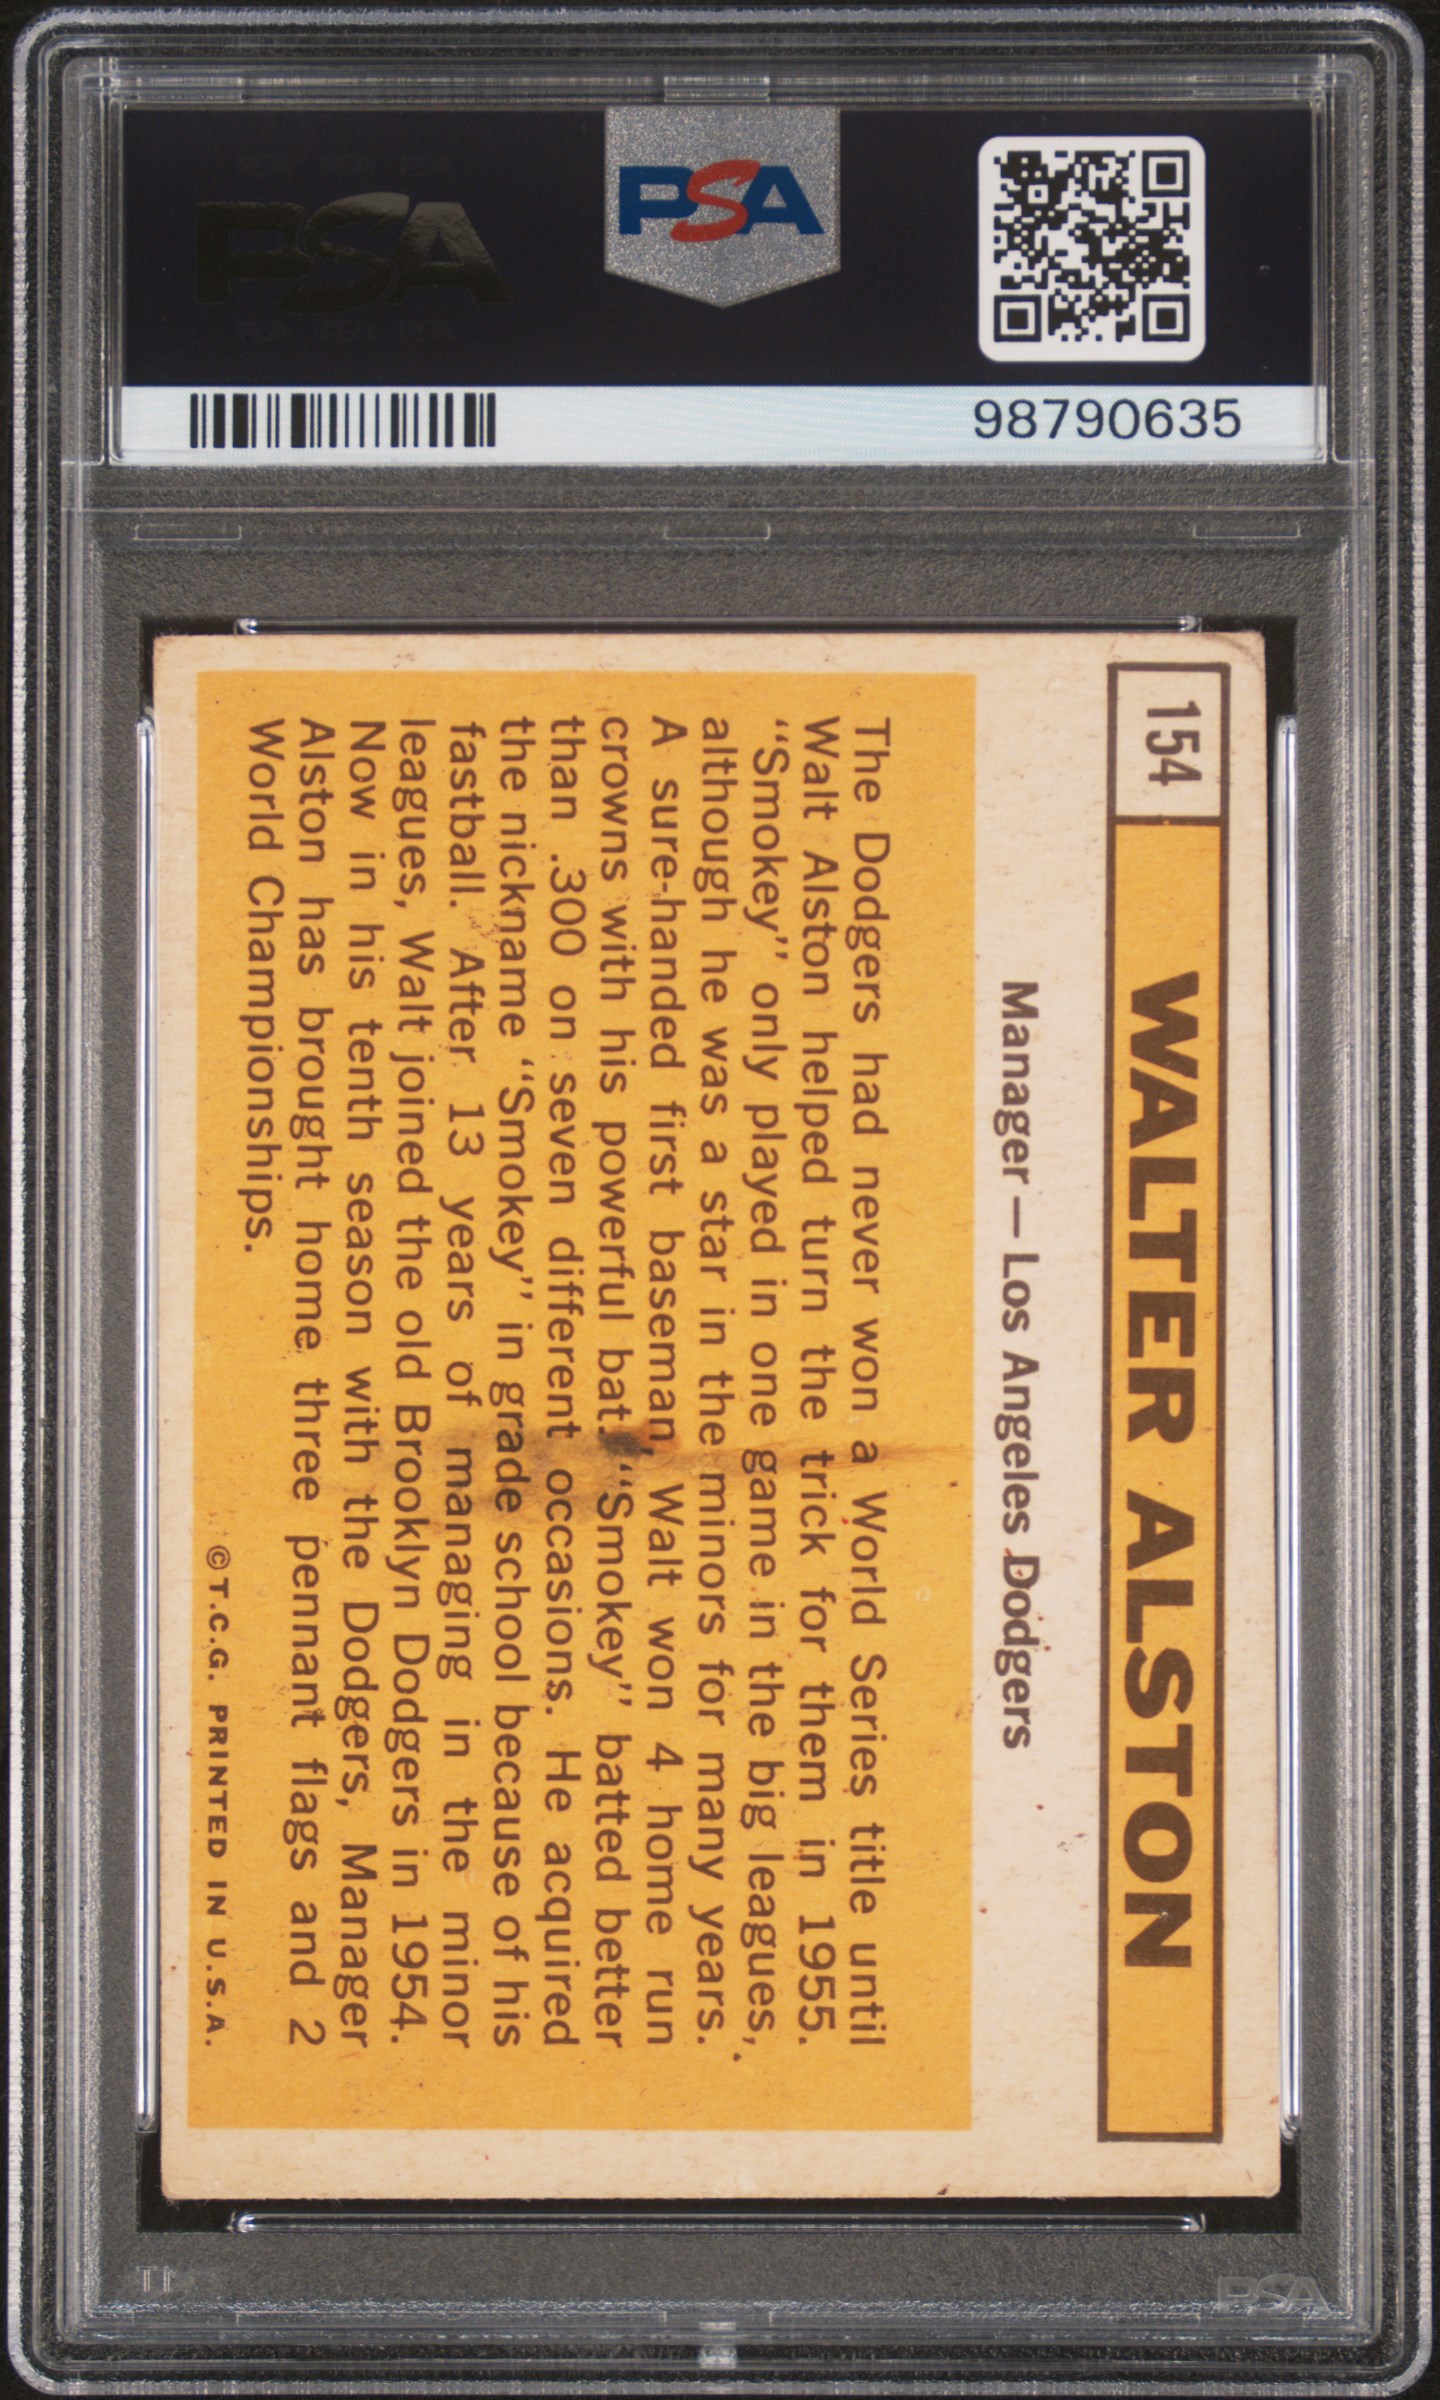 PSA
PSA
98790635
154
WALTER ALSTON
Manager — Los Angeles Dodgers
The Dodgers had never won a World Series title until
Walt Alston helped turn the trick for them in 1955.
“Smokey” only played in one game in the big leagues,
although he was a star in the minors for many years.
A sure-handed first baseman, Walt won 4 home run
crowns with his powerful bat. “Smokey” batted better
than .300 on seven different occasions. He acquired
the nickname “Smokey” in grade school because of his
fastball. After 13 years of managing in the minor
leagues, Walt joined the old Brooklyn Dodgers in 1954.
Now in his tenth season with the Dodgers, Manager
Alston has brought home three pennant flags and 2
World Championships.
©T.C.G. PRINTED IN U.S.A.
TM
PSA